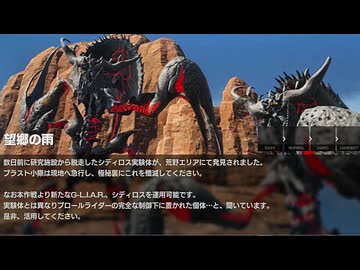 望郷の雨
EASY NORMAL HARD HARDEST
数日前に研究施設から脱走したシディロス実験体が、荒野エリアにて発見されました。
ブラスト小隊は現地へ急行し、極秘裏にこれを殲滅してください。
なお本作戦より新たなG-L.I.A.R.、シディロスを運用可能です。
実験体とは異なりプロールライダーの完全な制御下に置かれた個体…と、聞いています。
是非、活用してください。